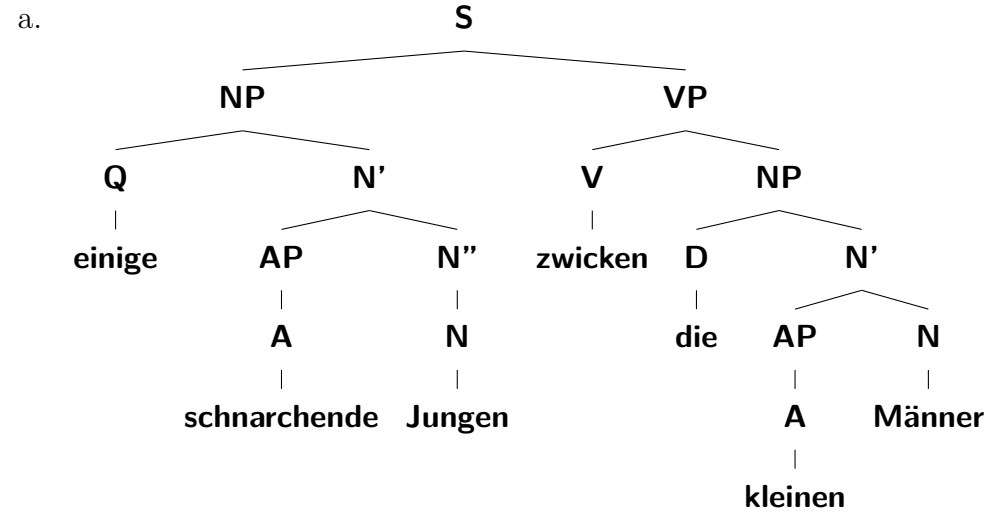 a. S
NP VP
Q N' V NP
einige AP N” zwicken D N'
A N die AP N
schnarchende Jungen A Männer
kleinen